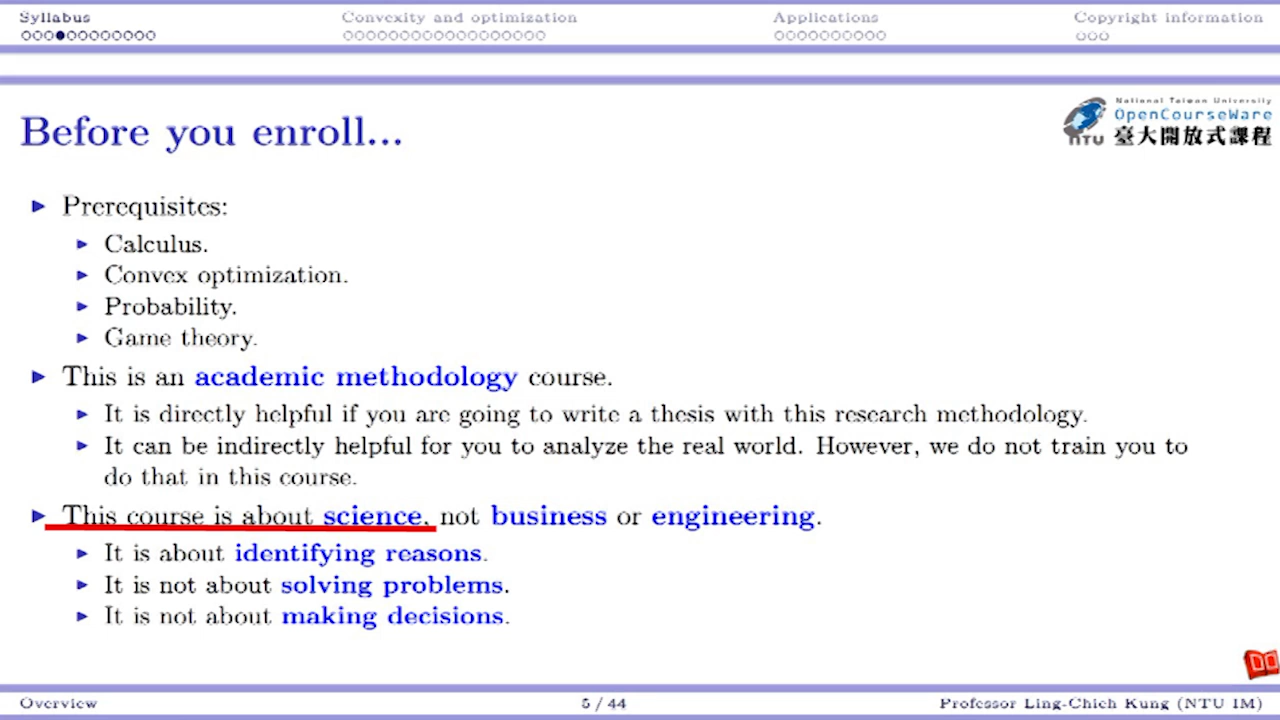 Syllabus Convexity and optimization Applications Copyright information
Before you enroll...
National Taiwan University
OpenCourseWare
NTU 臺大開放式課程
Prerequisites:
Calculus.
Convex optimization.
Probability.
Game theory.
This is an academic methodology course.
It is directly helpful if you are going to write a thesis with this research methodology.
It can be indirectly helpful for you to analyze the real world. However, we do not train you to
do that in this course.
This course is about science, not business or engineering.
It is about identifying reasons.
It is not about solving problems.
It is not about making decisions.
Overview 5 / 44 Professor Ling-Chieh Kung (NTU IM)